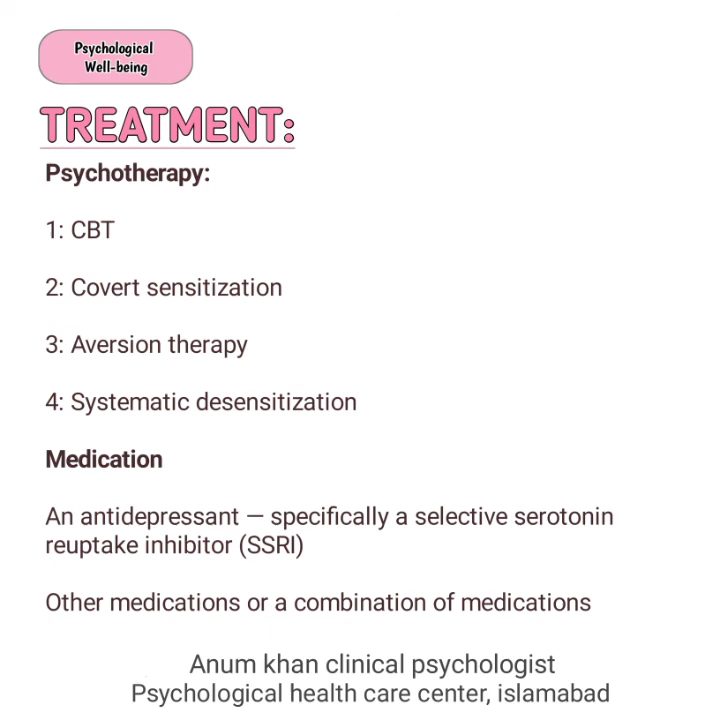 Psychological
Well-being
TREATMENT:
Psychotherapy:
1: CBT
2: Covert sensitization
3: Aversion therapy
4: Systematic desensitization
Medication
An antidepressant — specifically a selective serotonin
reuptake inhibitor (SSRI)
Other medications or a combination of medications
Anum khan clinical psychologist
Psychological health care center, islamabad